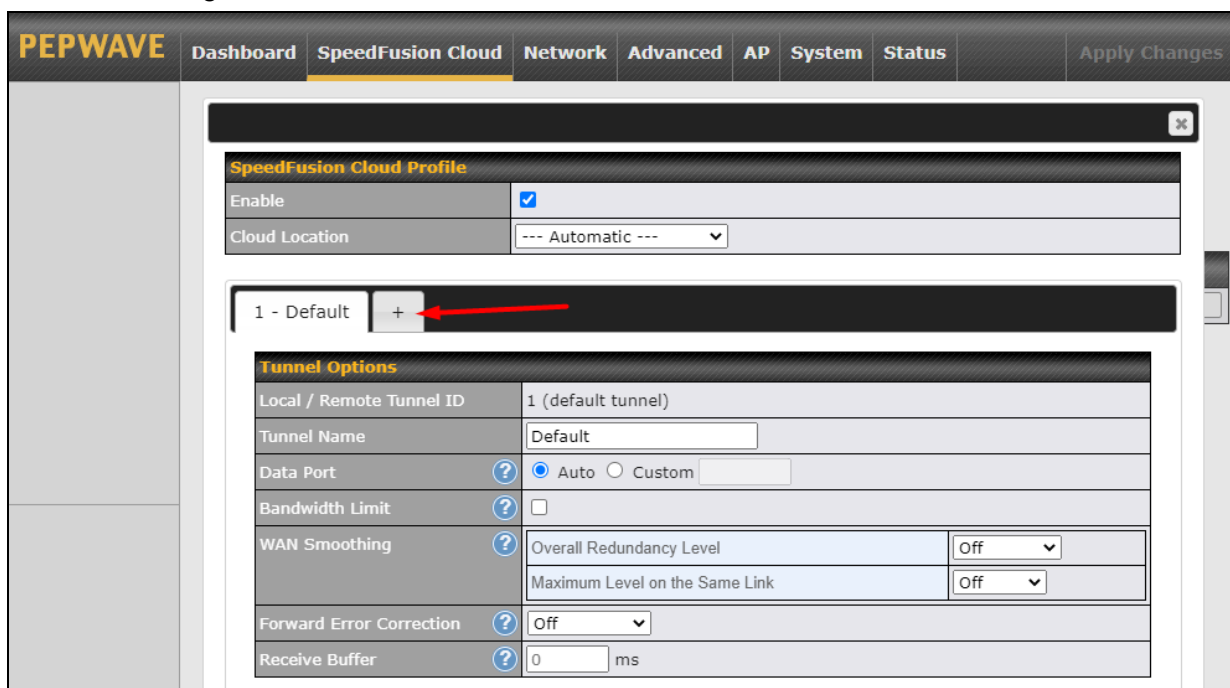 PEPWAVE Dashboard SpeedFusion Cloud Network Advanced AP System Status Apply Changes
SpeedFusion Cloud Profile
Enable
Cloud Location --- Automatic ---
1 - Default +
Tunnel Options
Local / Remote Tunnel ID 1 (default tunnel)
Tunnel Name Default
Data Port ? Auto Custom
Bandwidth Limit ?
WAN Smoothing ? Overall Redundancy Level Off
Maximum Level on the Same Link Off
Forward Error Correction ? Off
Receive Buffer ? 0 ms